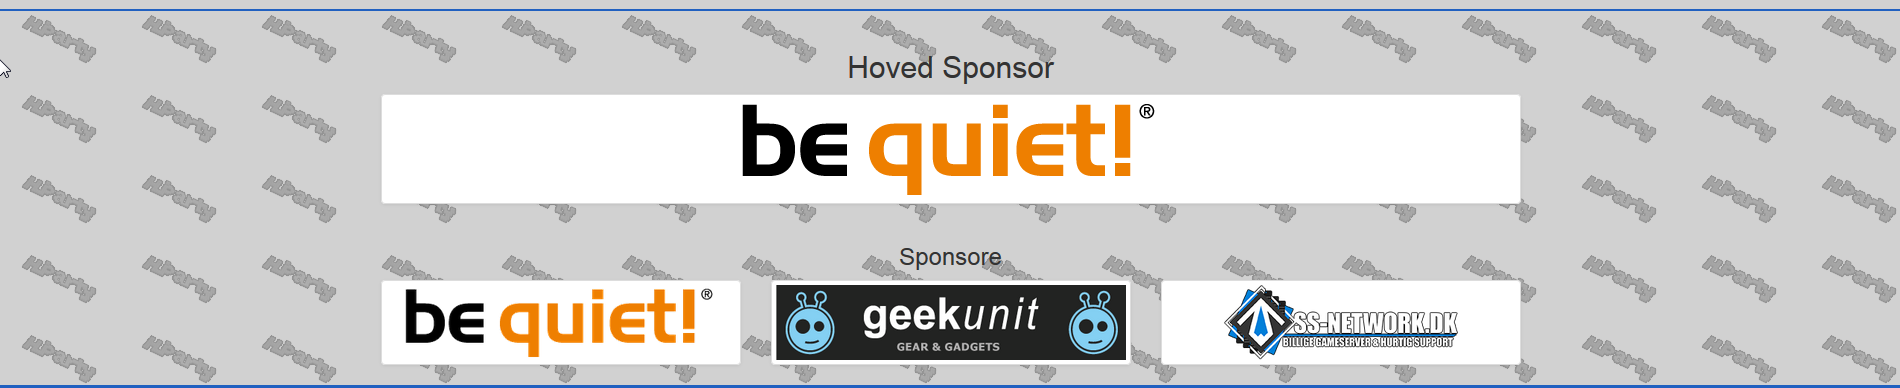 Hoved Sponsor
be quiet!®
Sponsore
be quiet!®
geekunit
GEAR & GADGETS
SS-NETWORK.DK
BILLIGE GAMESERVER & HURTIG SUPPORT